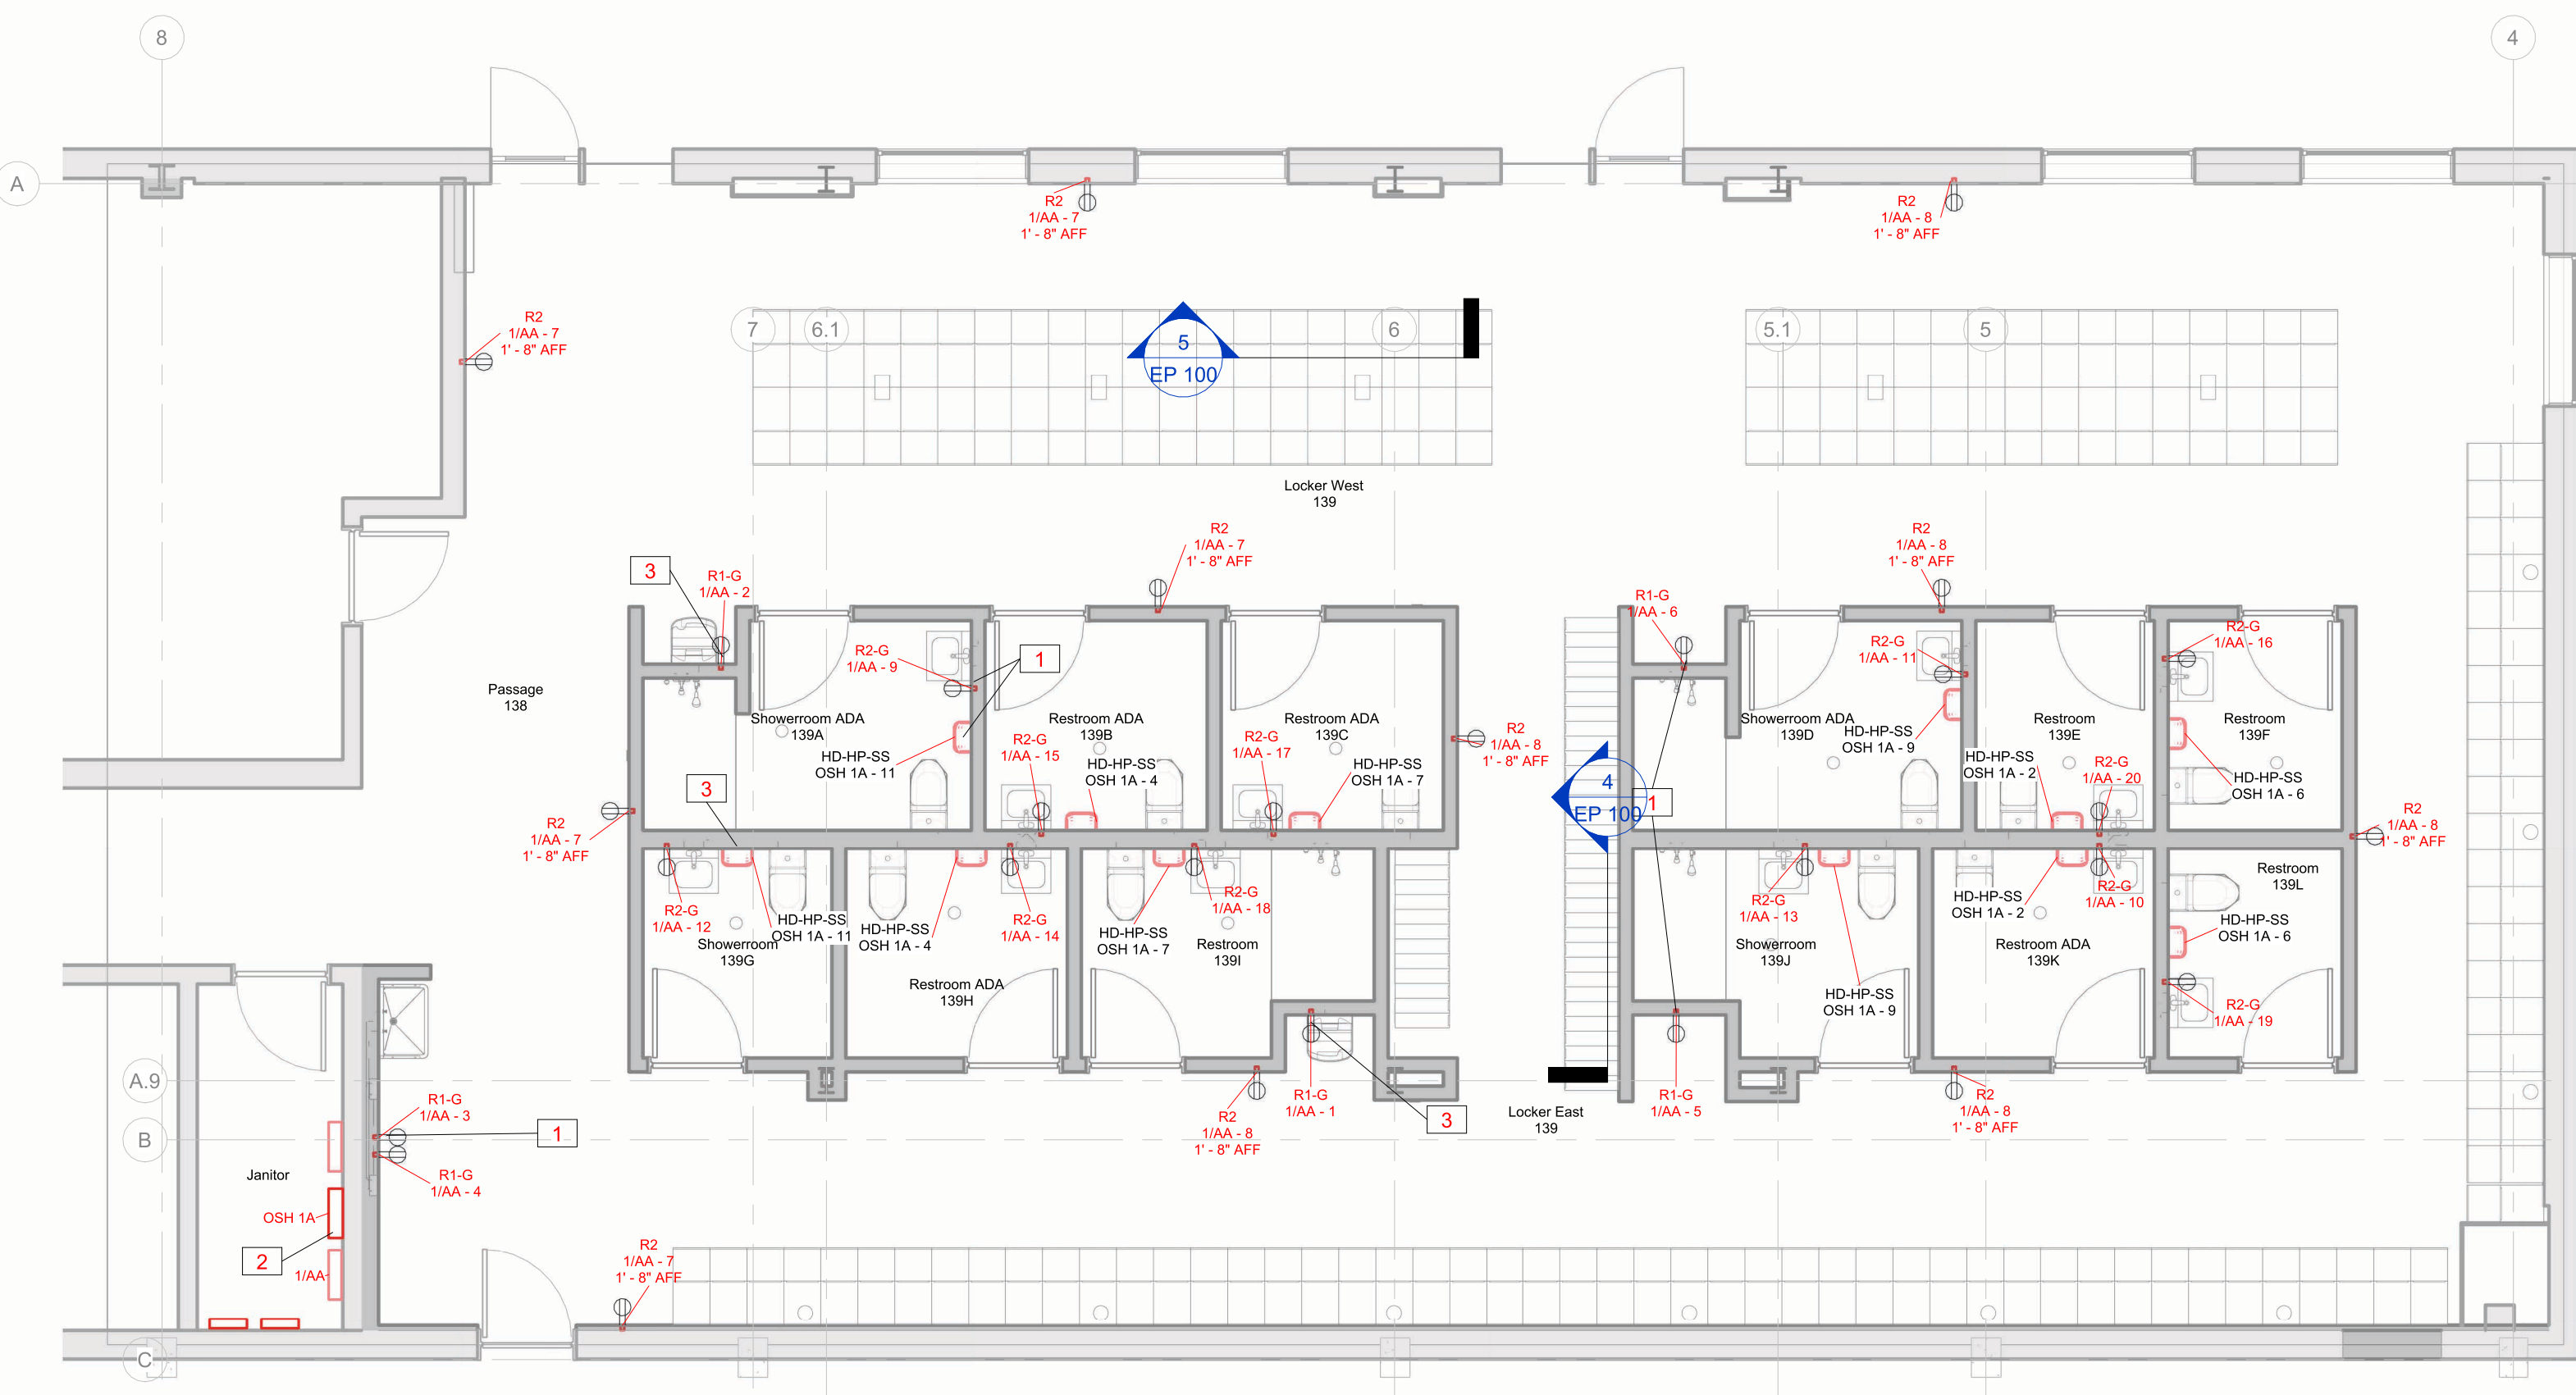 8
4
A
R2
1/AA - 7
1' - 8" AFF
R2
1/AA - 8
1' - 8" AFF
R2
1/AA - 7
1' - 8" AFF
7
6.1
5
EP 100
6
5.1
5
Locker West
139
R2
1/AA - 7
1' - 8" AFF
R2
1/AA - 8
1' - 8" AFF
3
R1-G
1/AA - 2
R1-G
1/AA - 6
R2-G
1/AA - 9
1
R2-G
1/AA - 11
R2-G
1/AA - 16
Passage
138
Showerroom ADA
139A
HD-HP-SS
OSH 1A - 11
Restroom ADA
139B
R2-G
1/AA - 15
HD-HP-SS
OSH 1A - 4
Restroom ADA
139C
R2-G
1/AA - 17
HD-HP-SS
OSH 1A - 7
R2
1/AA - 8
1' - 8" AFF
Showerroom ADA
139D
HD-HP-SS
OSH 1A - 9
Restroom
139E
HD-HP-SS
OSH 1A - 2
R2-G
1/AA - 20
Restroom
139F
HD-HP-SS
OSH 1A - 6
3
4
EP 100
1
R2
1/AA - 7
1' - 8" AFF
R2
1/AA - 8
1' - 8" AFF
R2-G
1/AA - 12
HD-HP-SS
OSH 1A - 11
Showerroom
139G
HD-HP-SS
OSH 1A - 4
R2-G
1/AA - 14
Restroom ADA
139H
HD-HP-SS
OSH 1A - 7
R2-G
1/AA - 18
Restroom
139I
R2-G
1/AA - 13
Showerroom
139J
HD-HP-SS
OSH 1A - 9
HD-HP-SS
OSH 1A - 2
R2-G
1/AA - 10
Restroom ADA
139K
Restroom
139L
HD-HP-SS
OSH 1A - 6
R2-G
1/AA - 19
A.9
R1-G
1/AA - 3
1
B
R1-G
1/AA - 4
R2
1/AA - 8
1' - 8" AFF
R1-G
1/AA - 1
3
Locker East
139
R1-G
1/AA - 5
R2
1/AA - 8
1' - 8" AFF
Janitor
OSH 1A
2
1/AA
R2
1/AA - 7
1' - 8" AFF
C